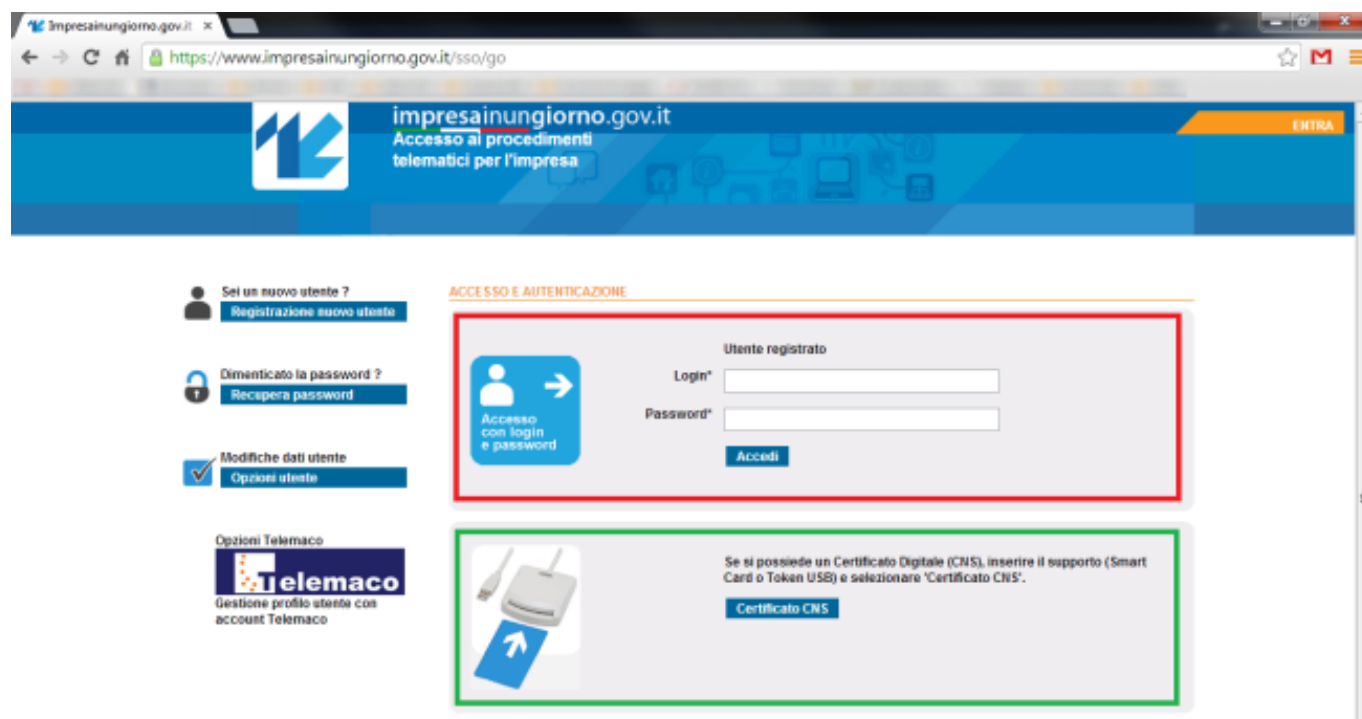 Impresainungiorno.gov.it
https://www.impresainungiorno.gov.it/sso/go
impresainungiorno.gov.it
Accesso ai procedimenti
telematici per l'impresa
ENTRA
Sei un nuovo utente ?
Registrazione nuovo utente
Dimenticato la password ?
Recupera password
Modifiche dati utente
Opzioni utente
Opzioni Telemaco
Telemaco
Gestione profilo utente con
account Telemaco
ACCESSO E AUTENTICAZIONE
Accesso
con login
e password
Utente registrato
Login*
Password*
Accedi
Se si possiede un Certificato Digitale (CNS), inserire il supporto (Smart
Card o Token USB) e selezionare 'Certificato CNS'.
Certificato CNS